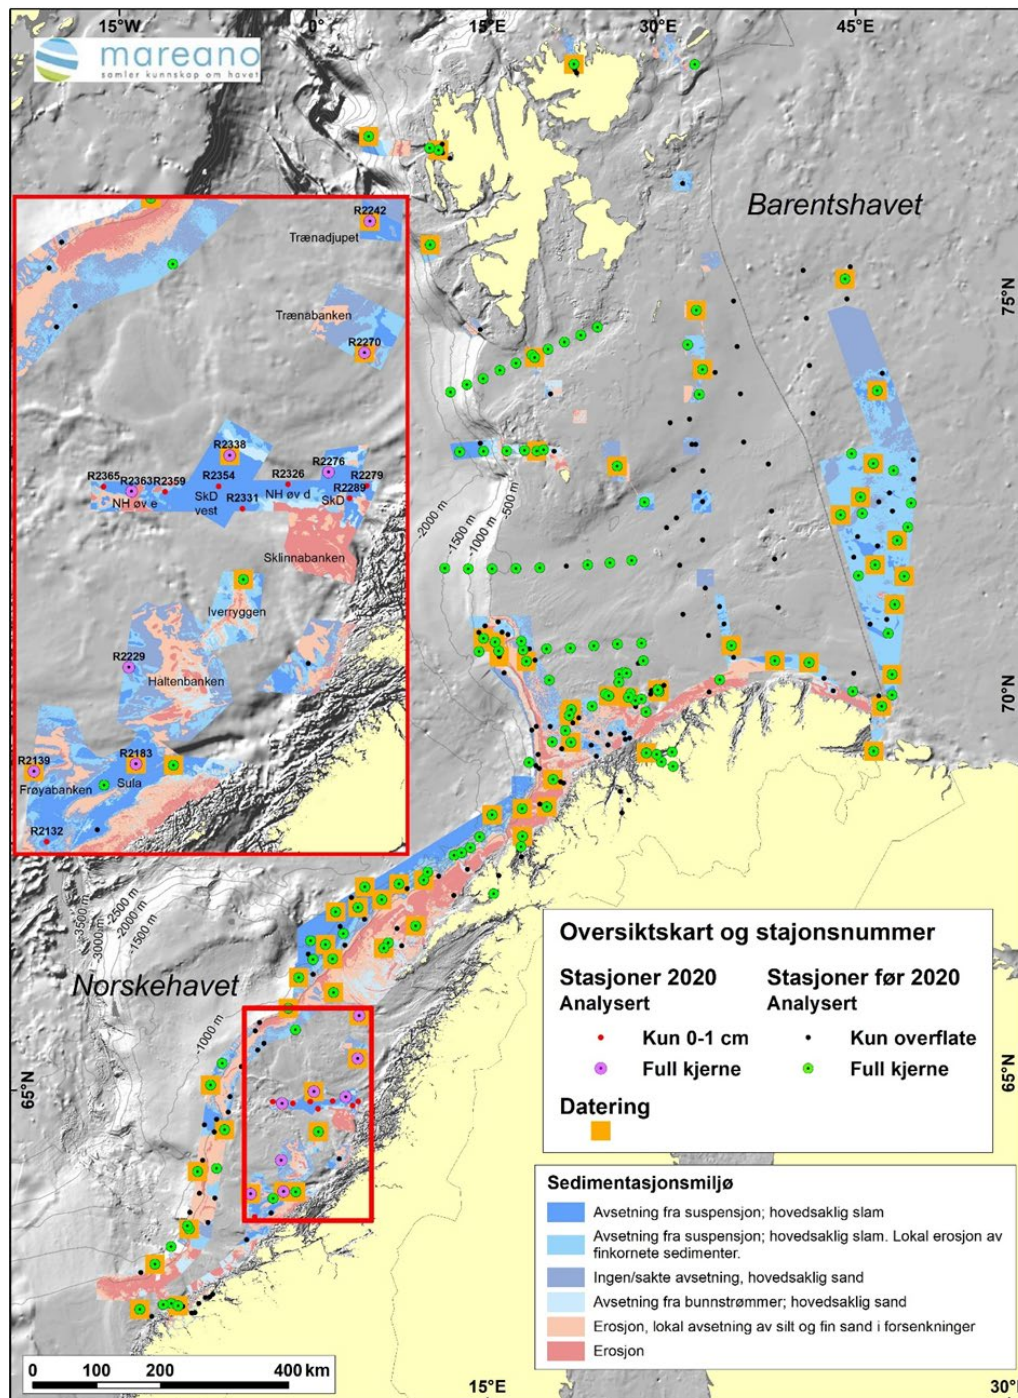 15°W
0°
15°E
30°E
45°E
mareano
samler kunnskap om havet
Barentshavet
75°N
R2242
Trænadjupet
Trænabanken
R2270
R2338
R2365
R2363
R2359
R2354
R2326
R2276
R2279
R2289
NH øv e
SkD
vest
R2331
NH øv d
SkD
Sklinnabanken
Iverryggen
R2229
Haltenbanken
R2139
R2183
Frøyabanken
Sula
R2132
-2000 m
-1500 m
-1000 m
-500 m
70°N
-3500 m
-3000 m
-2500 m
-2000 m
-1500 m
Norskehavet
-1000 m
65°N
65°N
Oversiktskart og stajonsnummer
Stasjoner 2020
Analysert
Kun 0-1 cm
Full kjerne
Stasjoner før 2020
Analysert
Kun overflate
Full kjerne
Datering
Sedimentasjonsmiljø
Avsetning fra suspensjon; hovedsaklig slam
Avsetning fra suspensjon; hovedsaklig slam. Lokal erosjon av
finkornete sedimenter.
Ingen/sakte avsetning, hovedsaklig sand
Avsetning fra bunnstrømmer; hovedsaklig sand
Erosjon, lokal avsetning av silt og fin sand i forsenkninger
Erosjon
0 100 200 400 km
15°E
30°